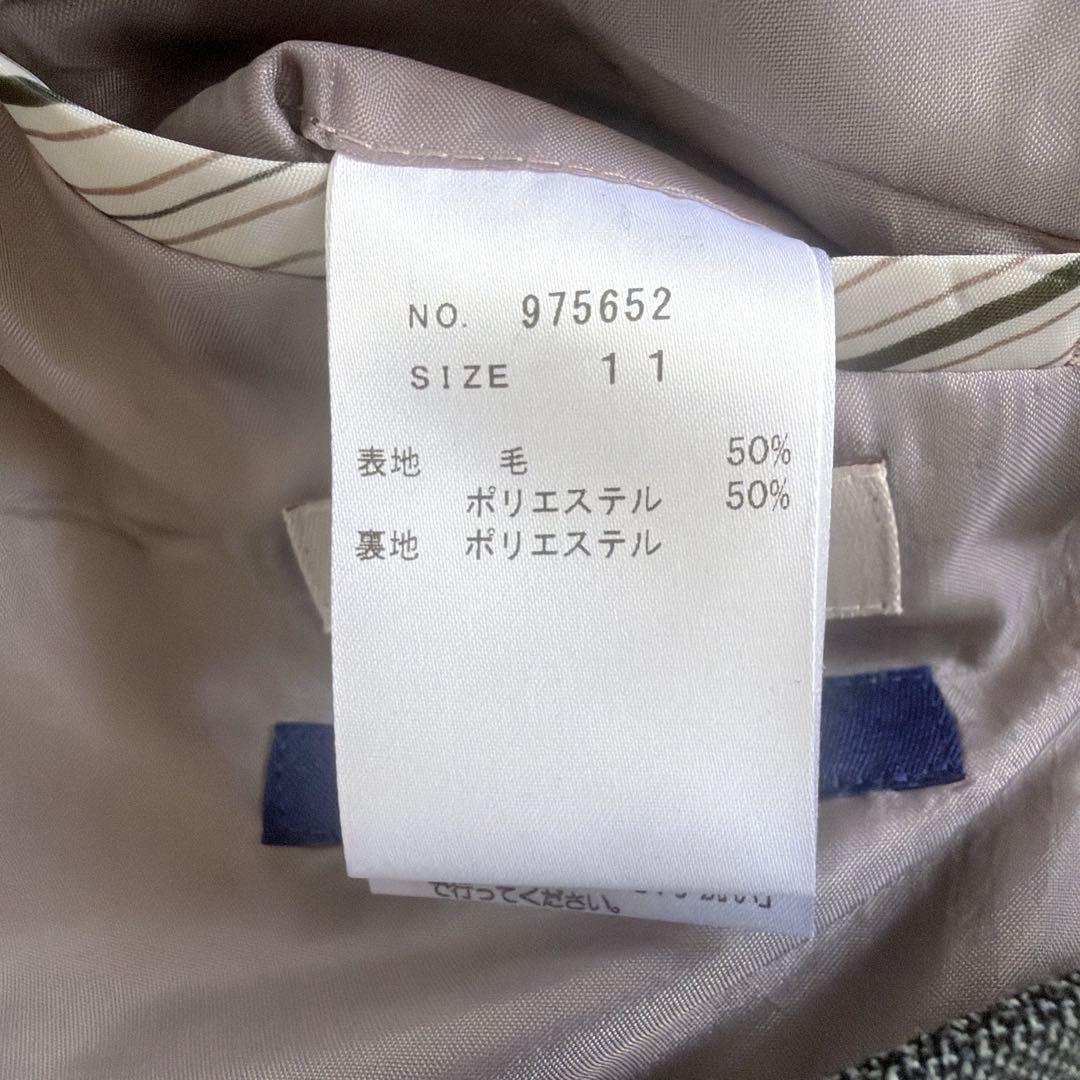 NO. 975652
SIZE 11
表地 毛 50%
ポリエステル 50%
裏地 ポリエステル
で行ってください。